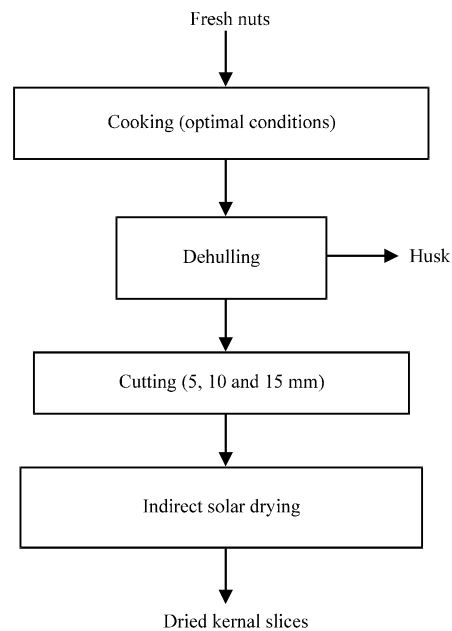 Fresh nuts
Cooking (optimal conditions)
Dehulling
Husk
Cutting (5, 10 and 15 mm)
Indirect solar drying
Dried kernal slices